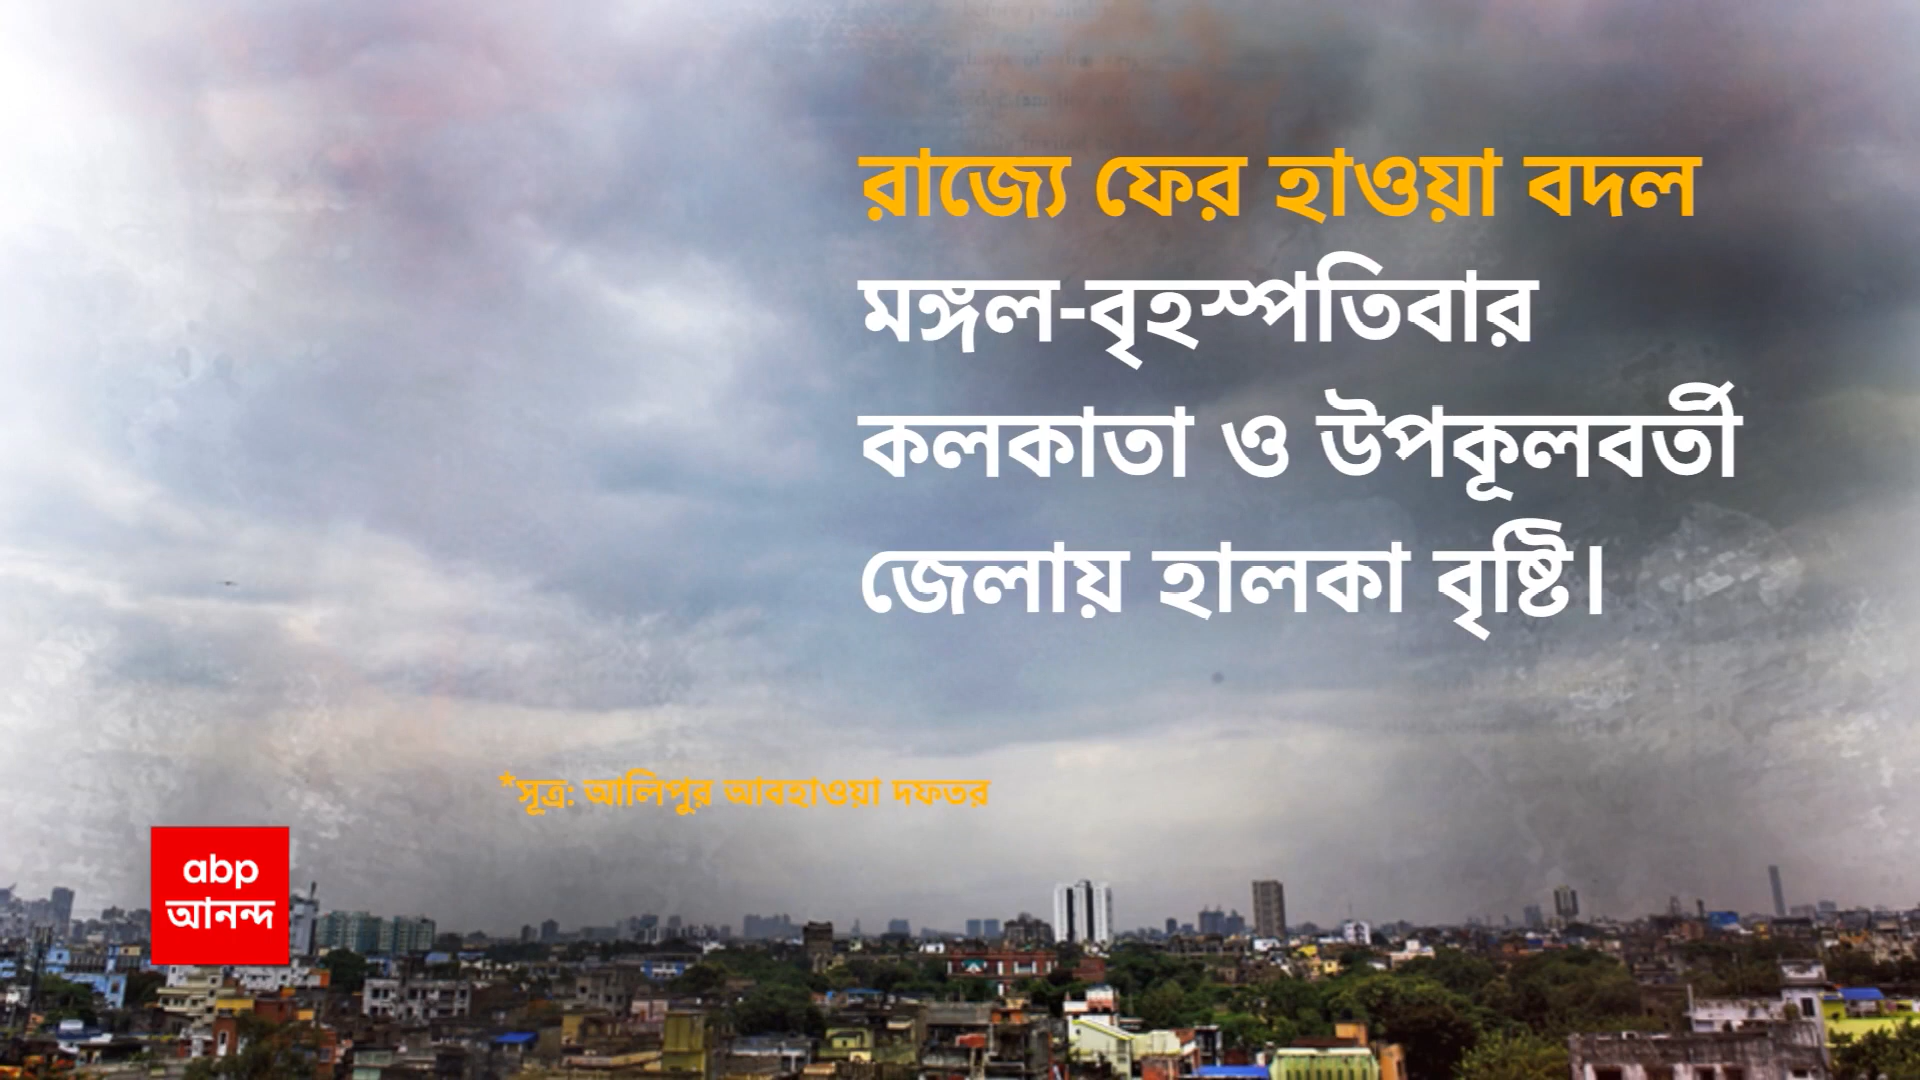 রাজ্যে ফের হাওয়া বদল
মঙ্গল-বৃহস্পতিবার
কলকাতা ও উপকূলবর্তী
জেলায় হালকা বৃষ্টি।
*সূত্র: আলিপুর আবহাওয়া দফতর
abp
আনন্দ